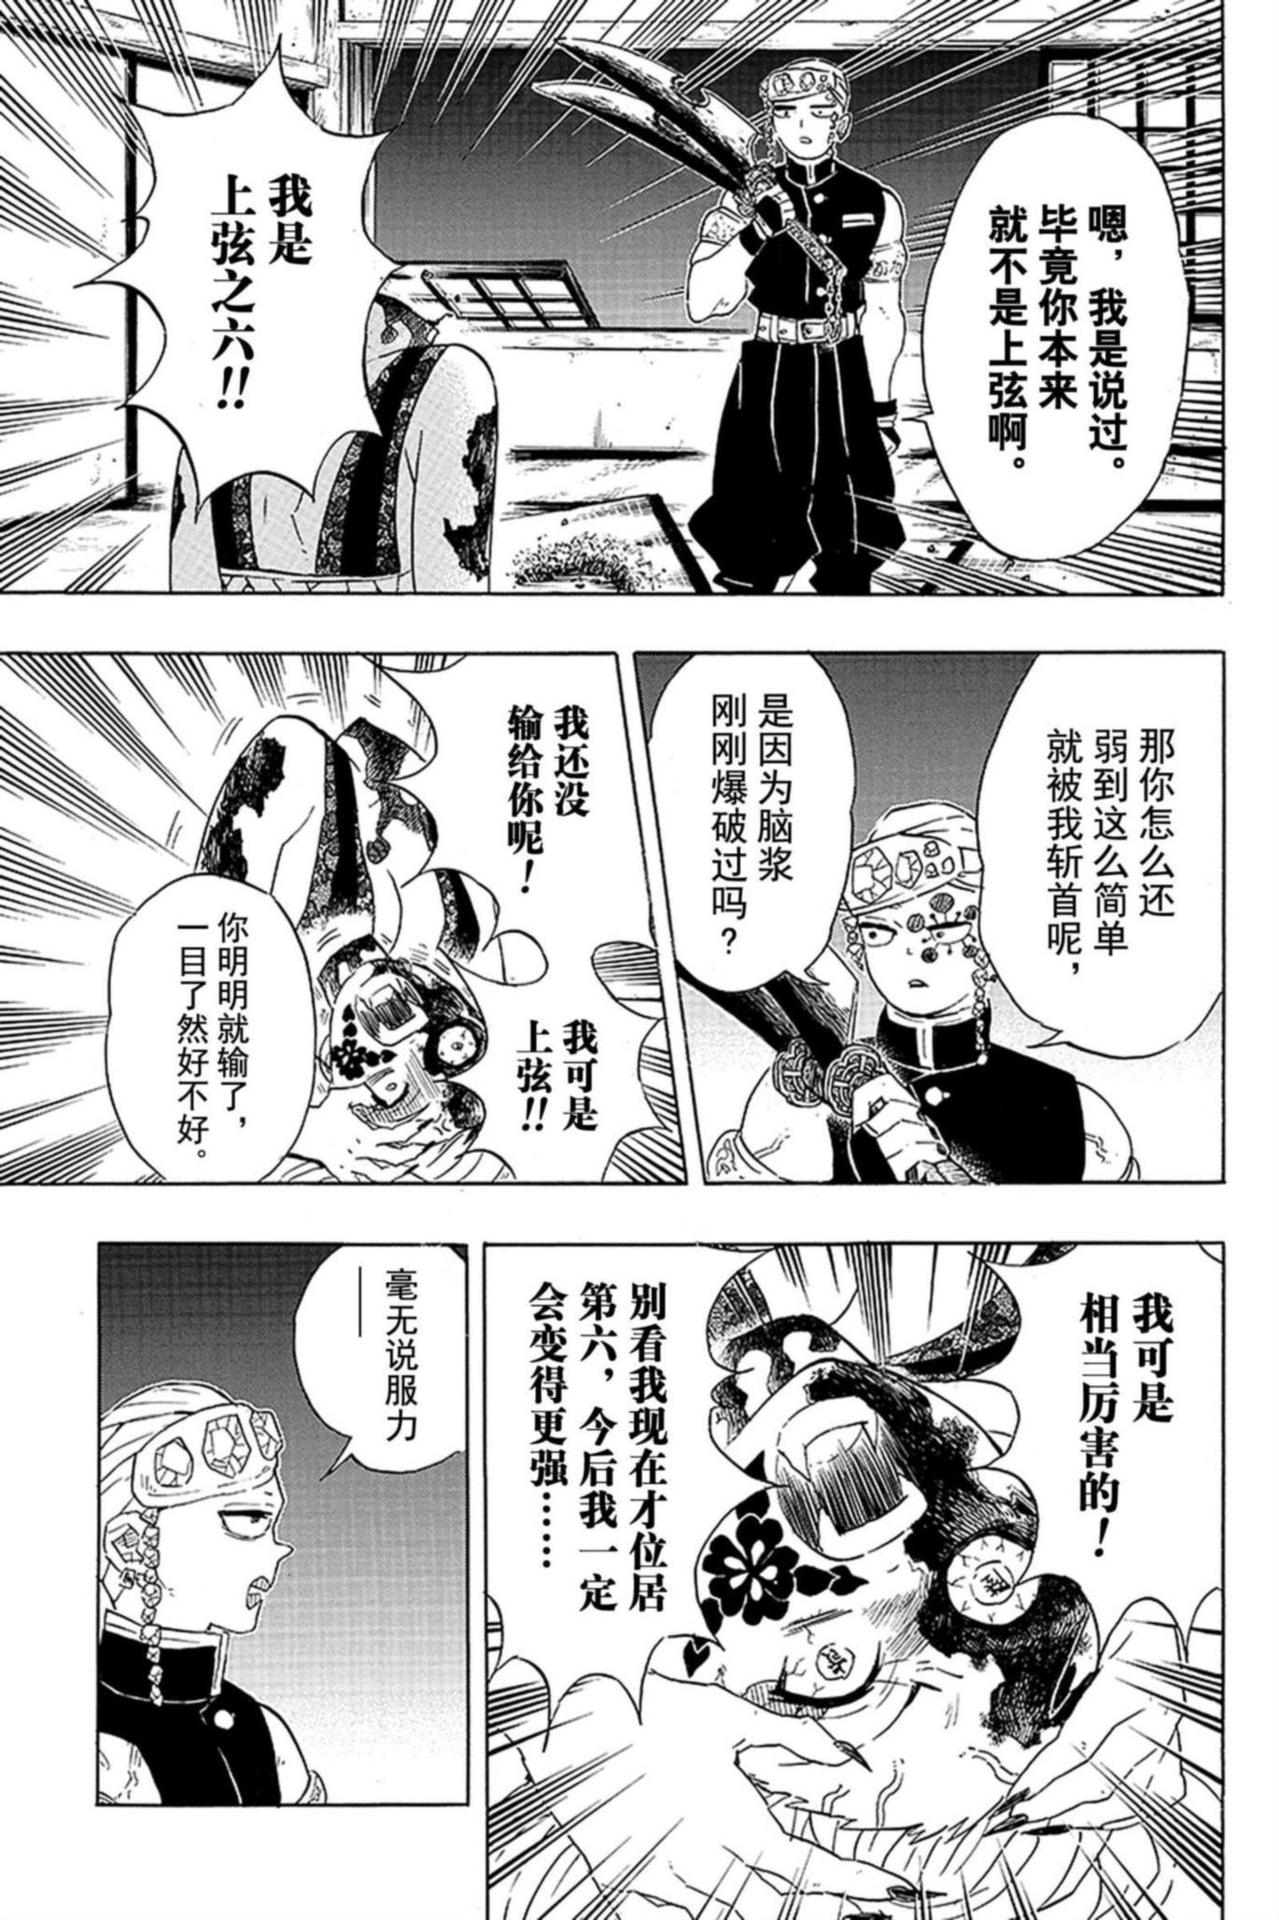 嗯，我是说过。
毕竟你本来
就不是上弦啊。
我是
上弦之六！！
那你怎么还
弱到这么简单
就被我斩首呢，
是因为脑浆
刚刚爆破过吗？
我还没
输给你呢！
我可是
上弦！！
你明明就输了，
一目了然好不好。
我可是
相当厉害的！
别看我现在才位居
第六，今后我一定
会变得更强……
毫无说服力
——